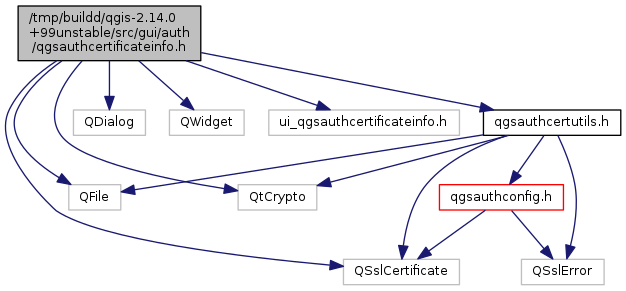 /tmp/buildd/qgis-2.14.0
+99unstable/src/gui/auth
/qgsauthcertificateinfo.h
QDialog
QWidget
ui_qgsauthcertificateinfo.h
qgsauthcertutils.h
QFile
QtCrypto
qgsauthconfig.h
QSslCertificate
QSslError